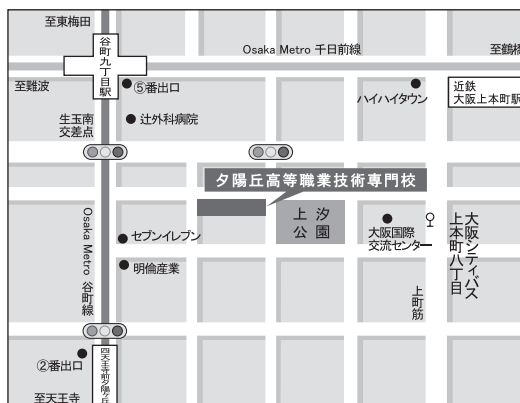 至東梅田
谷町九丁目駅
Osaka Metro 千日前線
至鶴橋
至難波
⑤番出口
ハイハイタウン
近鉄
大阪上本町駅
生玉南
交差点
辻外科病院
夕陽丘高等職業技術専門校
上汐
公園
セブンイレブン
大阪国際
交流センター
大阪シティバス
上本町八丁目
Osaka Metro 谷町線
明倫産業
上町筋
②番出口
四天王寺前夕陽ヶ丘
至天王寺